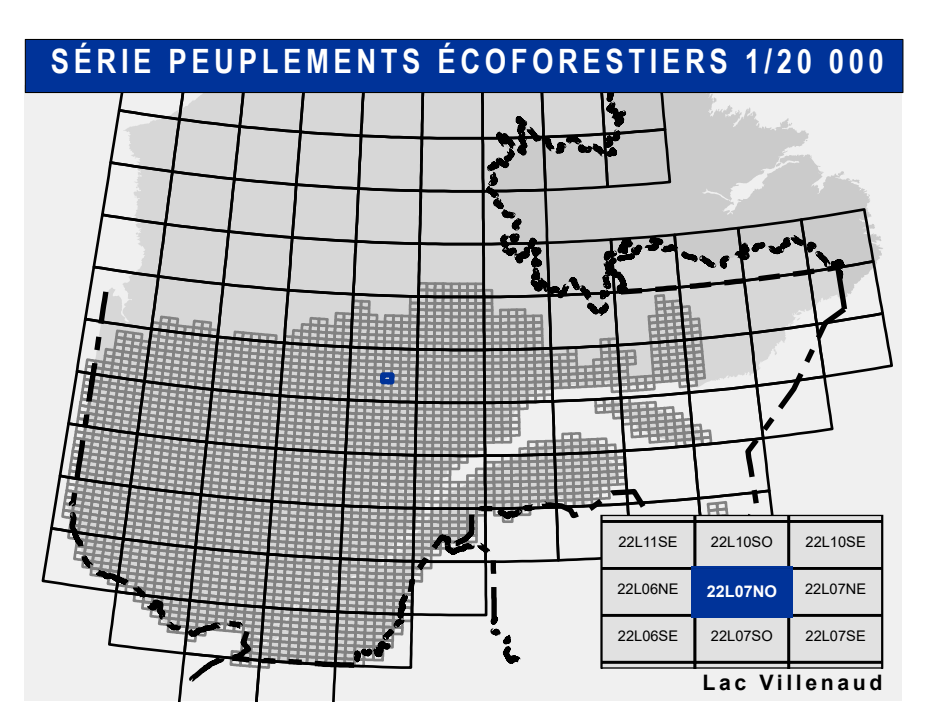 SÉRIE PEUPLEMENTS ÉCOFORESTIERS 1/20 000
22L11SE 22L10SO 22L10SE
22L06NE 22L07NO 22L07NE
22L06SE 22L07SO 22L07SE
Lac Villenaud